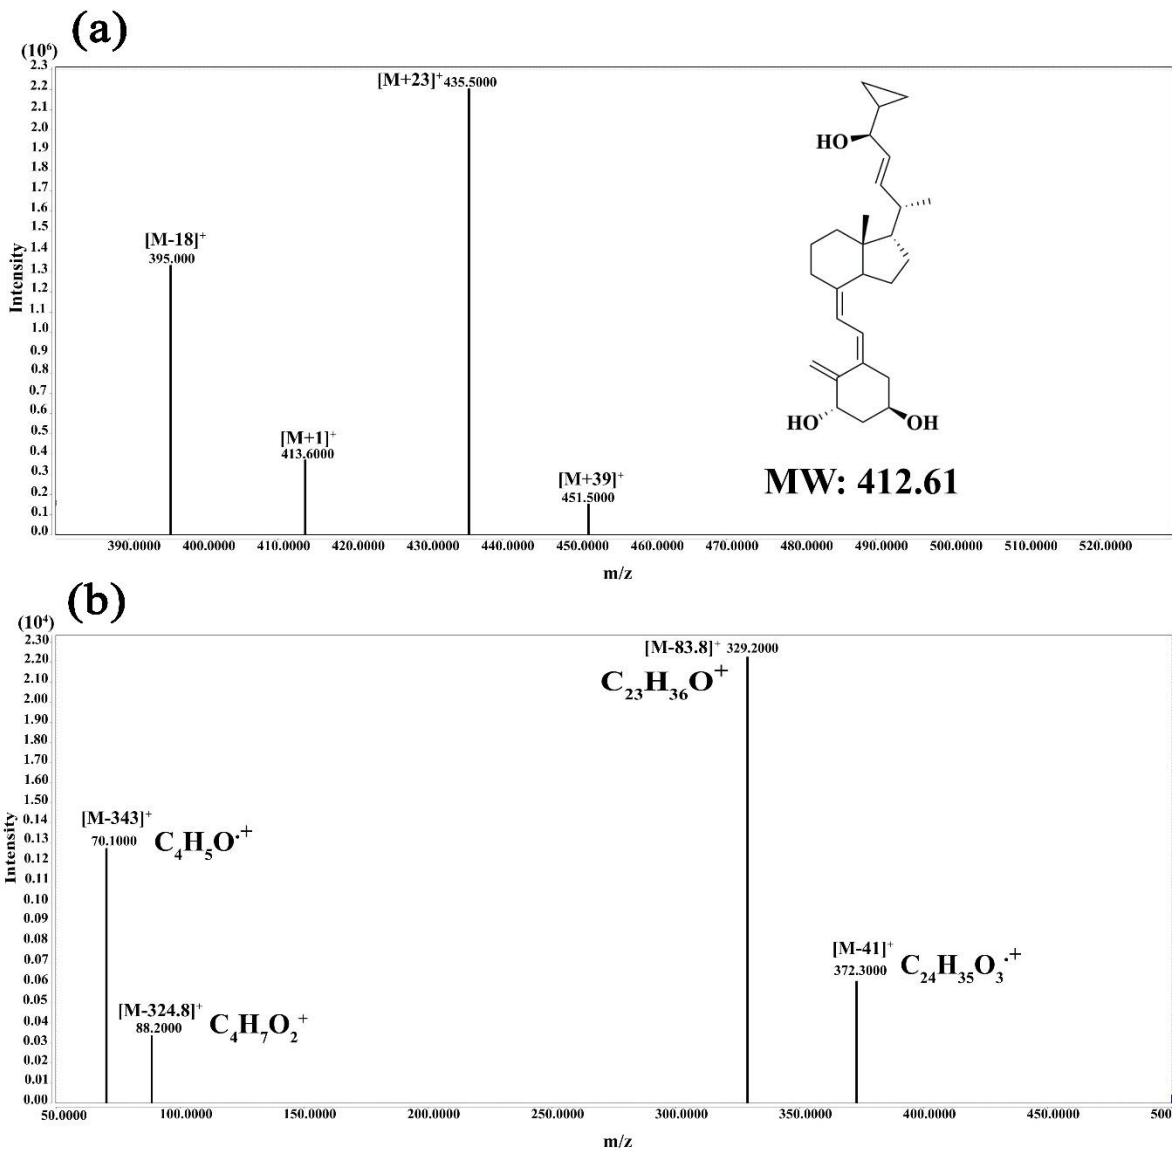 (a)
(10⁶)
2.3
2.2
2.1
2.0
1.9
1.8
1.7
1.6
1.5
1.4
1.3
1.2
1.1
1.0
0.9
0.8
0.7
0.6
0.5
0.4
0.3
0.2
0.1
0.0
Intensity
[M+23]⁺ 435.5000
[M-18]⁺
395.000
[M+1]⁺
413.6000
[M+39]⁺
451.5000
HO
HO OH
MW: 412.61
390.0000 400.0000 410.0000 420.0000 430.0000 440.0000 450.0000 460.0000 470.0000 480.0000 490.0000 500.0000 510.0000 520.0000
m/z
(b)
(10⁴)
2.30
2.20
2.10
2.00
1.90
1.80
1.70
1.60
1.50
0.14
0.13
0.12
0.11
0.10
0.09
0.08
0.07
0.06
0.05
0.04
0.03
0.02
0.01
0.00
Intensity
[M-83.8]⁺ 329.2000
C₂₃H₃₆O⁺
[M-343]⁺
70.1000 C₄H₅O·⁺
[M-324.8]⁺
88.2000 C₄H₇O₂⁺
[M-41]⁺
372.3000 C₂₄H₃₅O₃·⁺
50.0000 100.0000 150.0000 200.0000 250.0000 300.0000 350.0000 400.0000 450.0000 500
m/z